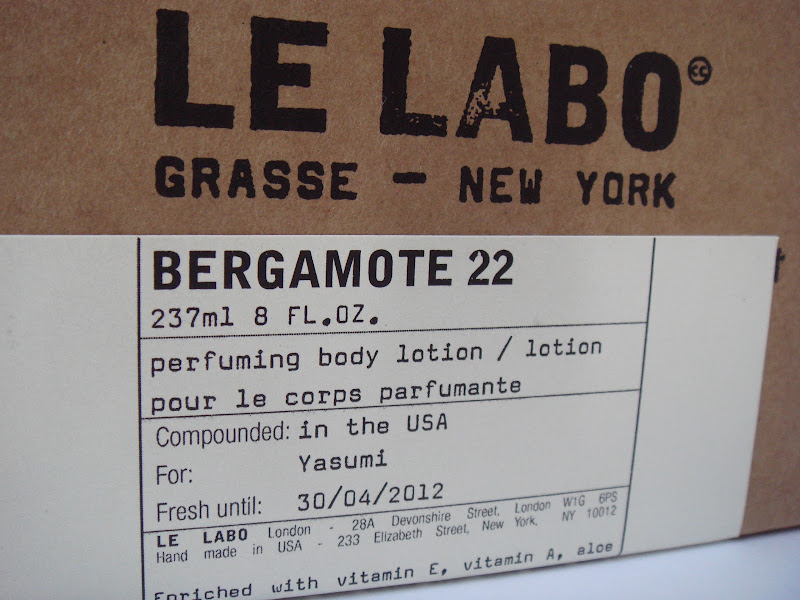 LE LABO
GRASSE - NEW YORK
BERGAMOTE 22
237ml 8 FL.OZ.
perfuming body lotion / lotion
pour le corps parfumante
Compounded: in the USA
For: Yasumi
Fresh until: 30/04/2012
LE LABO London - 28A Devonshire Street, London W1G 6PS
Hand made in USA - 233 Elizabeth Street, New York, NY 10012
Enriched with vitamin E, vitamin A, aloe